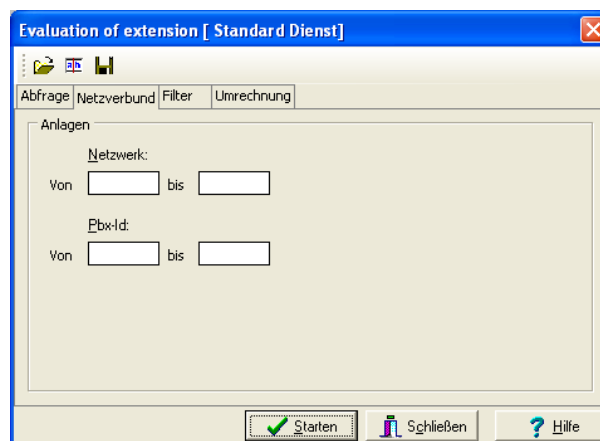 Evaluation of extension [ Standard Dienst]
Abfrage Netzverbund Filter Umrechnung
Anlagen
Netzwerk:
Von bis
Pbx-Id:
Von bis
Starten Schließen Hilfe